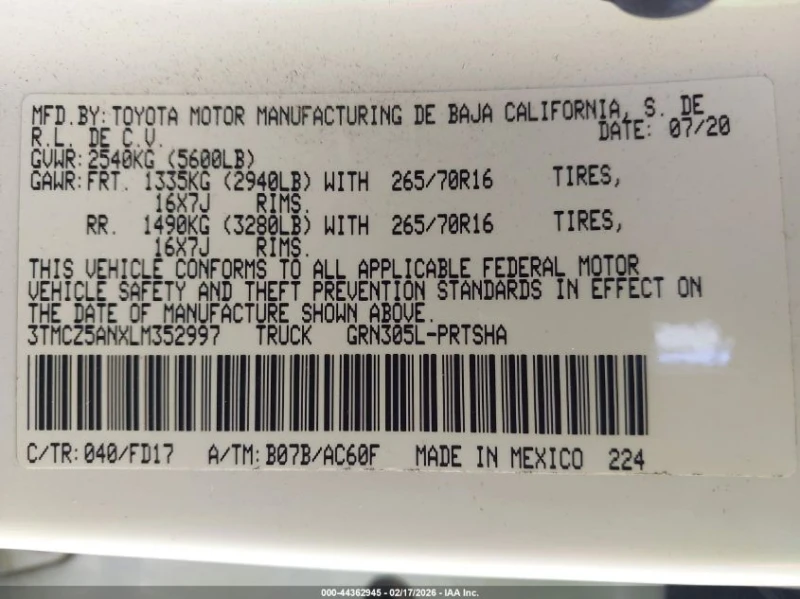 MFD.BY: TOYOTA MOTOR MANUFACTURING DE BAJA CALIFORNIA, S. DE
R.L. DE C.V. DATE: 07/20
GVWR: 2540KG (5600LB)
GAWR: FRT. 1335KG (2940LB) WITH 265/70R16 TIRES,
16X7J RIMS.
RR. 1490KG (3280LB) WITH 265/70R16 TIRES,
16X7J RIMS.
THIS VEHICLE CONFORMS TO ALL APPLICABLE FEDERAL MOTOR
VEHICLE SAFETY AND THEFT PREVENTION STANDARDS IN EFFECT ON
THE DATE OF MANUFACTURE SHOWN ABOVE.
3TMCZ5ANXLM352997 TRUCK GRN305L-PRTSHA
C/TR: 040/FD17 A/TM: B07B/AC60F MADE IN MEXICO 224
000-44362945 - 02/17/2026 - IAA Inc.